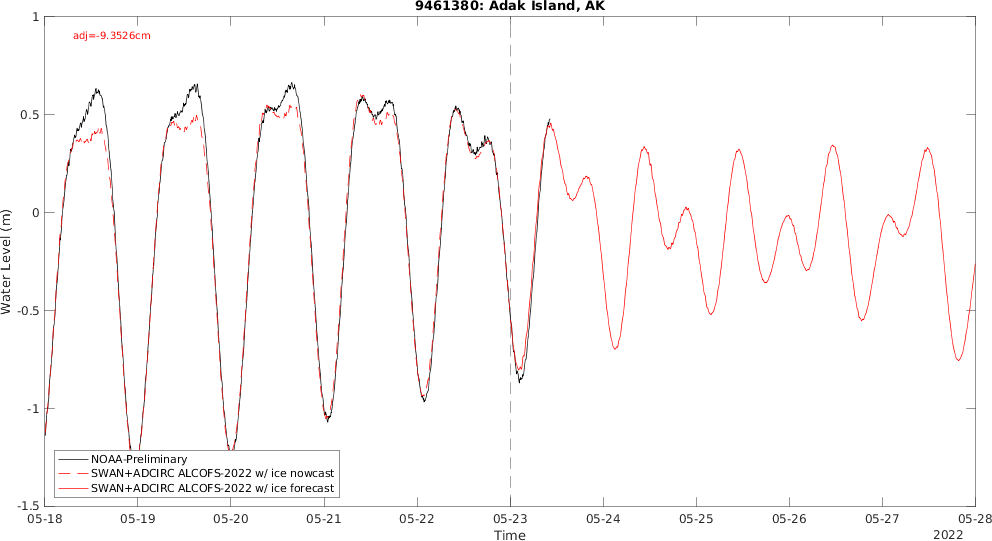 9461380: Adak Island, AK
adj=-9.3526cm
1
0.5
0
-0.5
-1
-1.5
Water Level (m)
NOAA-Preliminary
SWAN+ADCIRC ALCOFS-2022 w/ ice nowcast
SWAN+ADCIRC ALCOFS-2022 w/ ice forecast
05-18 05-19 05-20 05-21 05-22 05-23 05-24 05-25 05-26 05-27 05-28
Time
2022